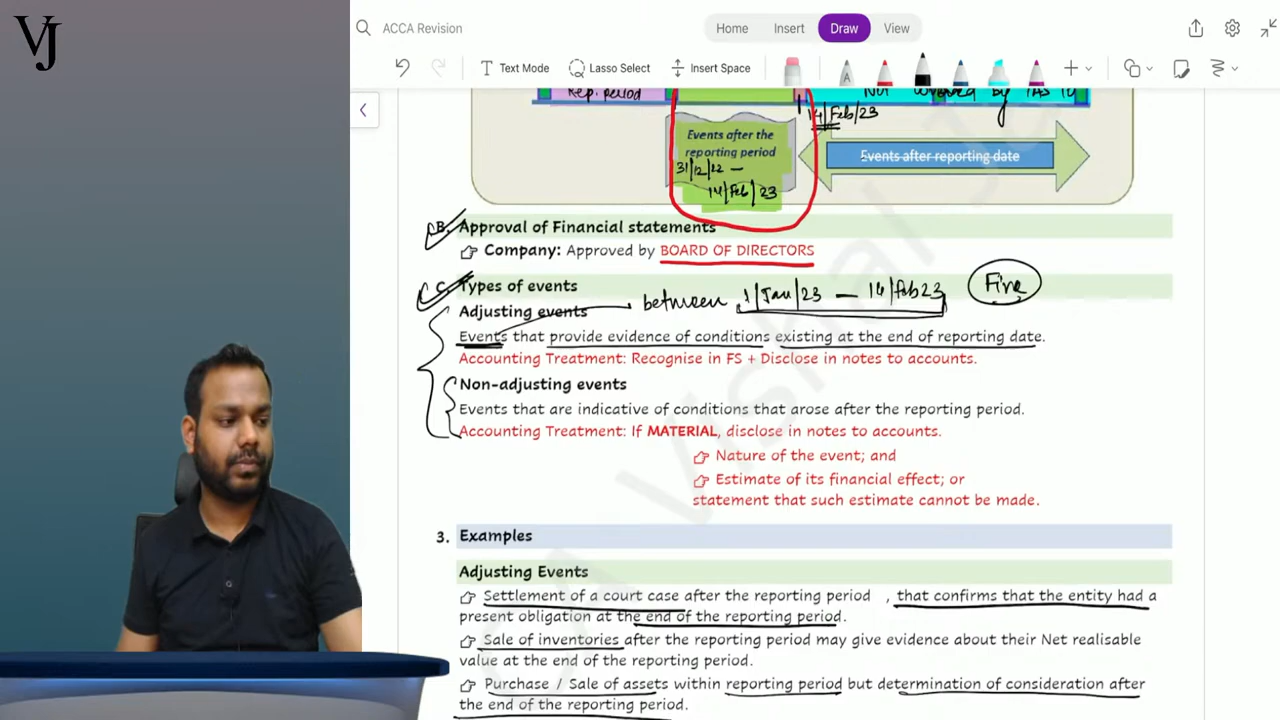 VJ
ACCA Revision
Home Insert Draw View
Text Mode Lasso Select Insert Space
Rep. period
Not covered by IAS 10
14/Feb/23
Events after the
reporting period
31/12/22 –
14/Feb/23
Events after reporting date
B. Approval of Financial statements
Company: Approved by BOARD OF DIRECTORS
C. Types of events
between 1/Jan/23 – 14/Feb23
Fire
Adjusting events
Events that provide evidence of conditions existing at the end of reporting date.
Accounting Treatment: Recognise in FS + Disclose in notes to accounts.
Non-adjusting events
Events that are indicative of conditions that arose after the reporting period.
Accounting Treatment: If MATERIAL, disclose in notes to accounts.
Nature of the event; and
Estimate of its financial effect; or
statement that such estimate cannot be made.
3. Examples
Adjusting Events
Settlement of a court case after the reporting period , that confirms that the entity had a
present obligation at the end of the reporting period.
Sale of inventories after the reporting period may give evidence about their Net realisable
value at the end of the reporting period.
Purchase / Sale of assets within reporting period but determination of consideration after
the end of the reporting period.